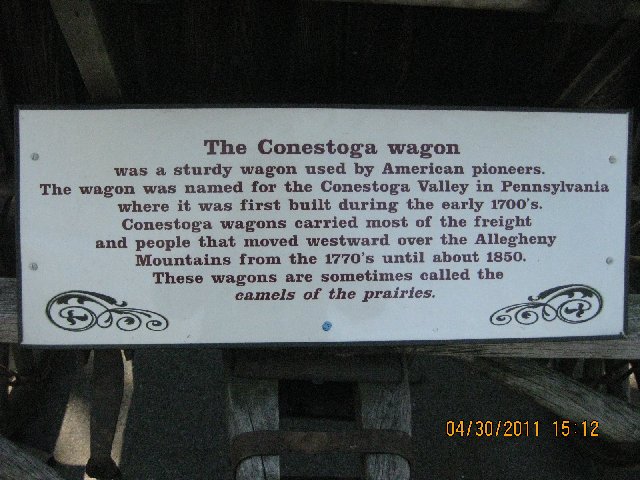 The Conestoga wagon
was a sturdy wagon used by American pioneers.
The wagon was named for the Conestoga Valley in Pennsylvania
where it was first built during the early 1700's.
Conestoga wagons carried most of the freight
and people that moved westward over the Allegheny
Mountains from the 1770's until about 1850.
These wagons are sometimes called the
camels of the prairies.
04/30/2011 15:12